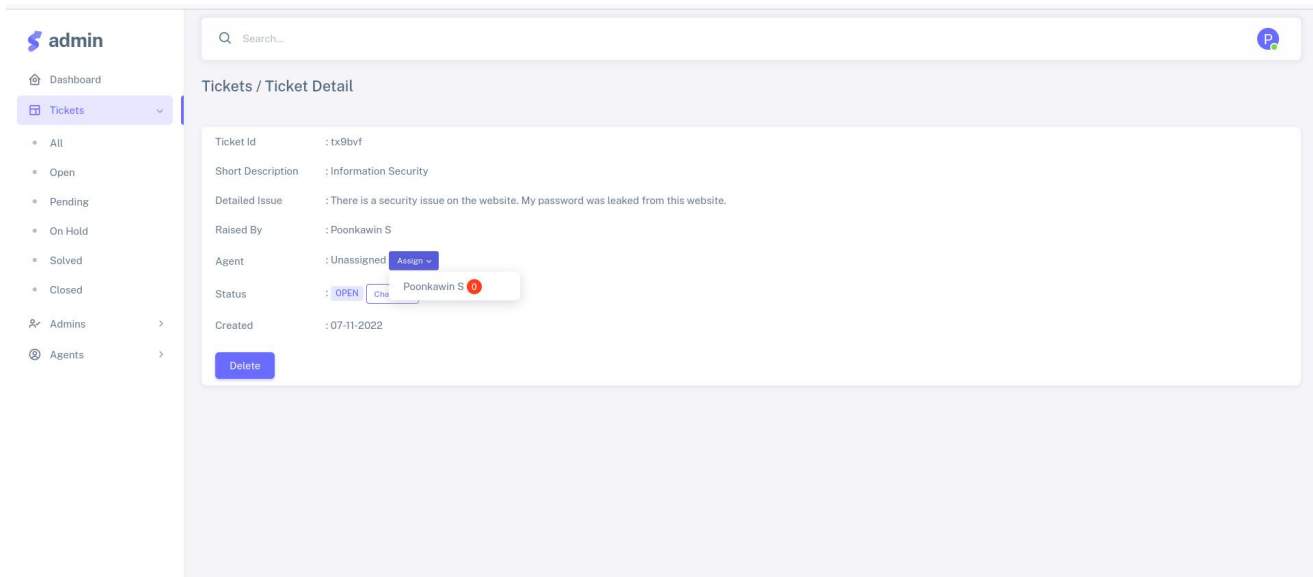 admin
Search...
P
Dashboard
Tickets / Ticket Detail
Tickets
All
Open
Pending
On Hold
Solved
Closed
Admins
Agents
Ticket Id : tx9bvf
Short Description : Information Security
Detailed Issue : There is a security issue on the website. My password was leaked from this website.
Raised By : Poonkawin S
Agent : Unassigned Assign
Poonkawin S 0
Status : OPEN Cha
Created : 07-11-2022
Delete